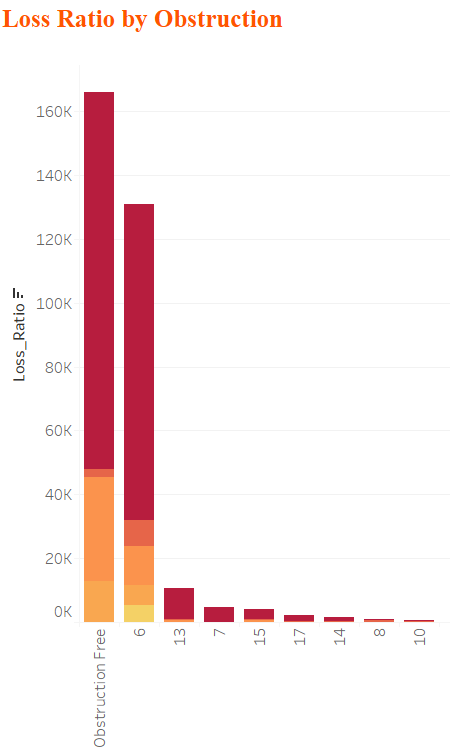 Loss Ratio by Obstruction
160K
140K
120K
100K
80K
60K
40K
20K
0K
Loss_Ratio
Obstruction Free
6
13
7
15
17
14
8
10